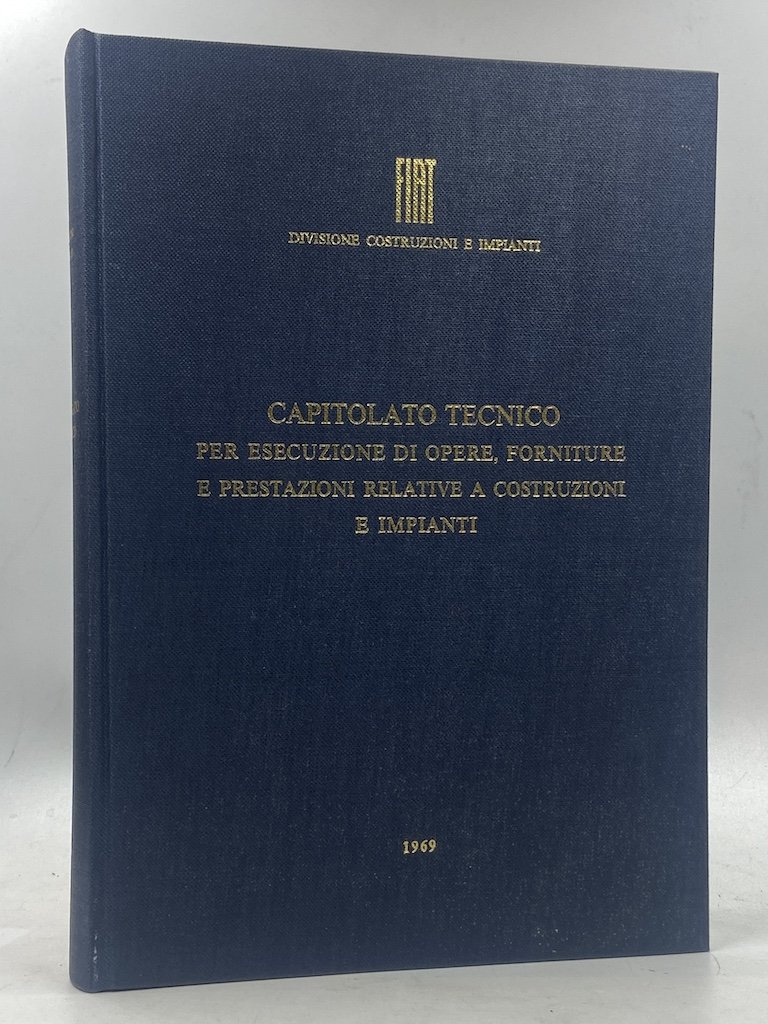 FIAT
DIVISIONE COSTRUZIONI E IMPIANTI
CAPITOLATO TECNICO
PER ESECUZIONE DI OPERE, FORNITURE
E PRESTAZIONI RELATIVE A COSTRUZIONI
E IMPIANTI
1969